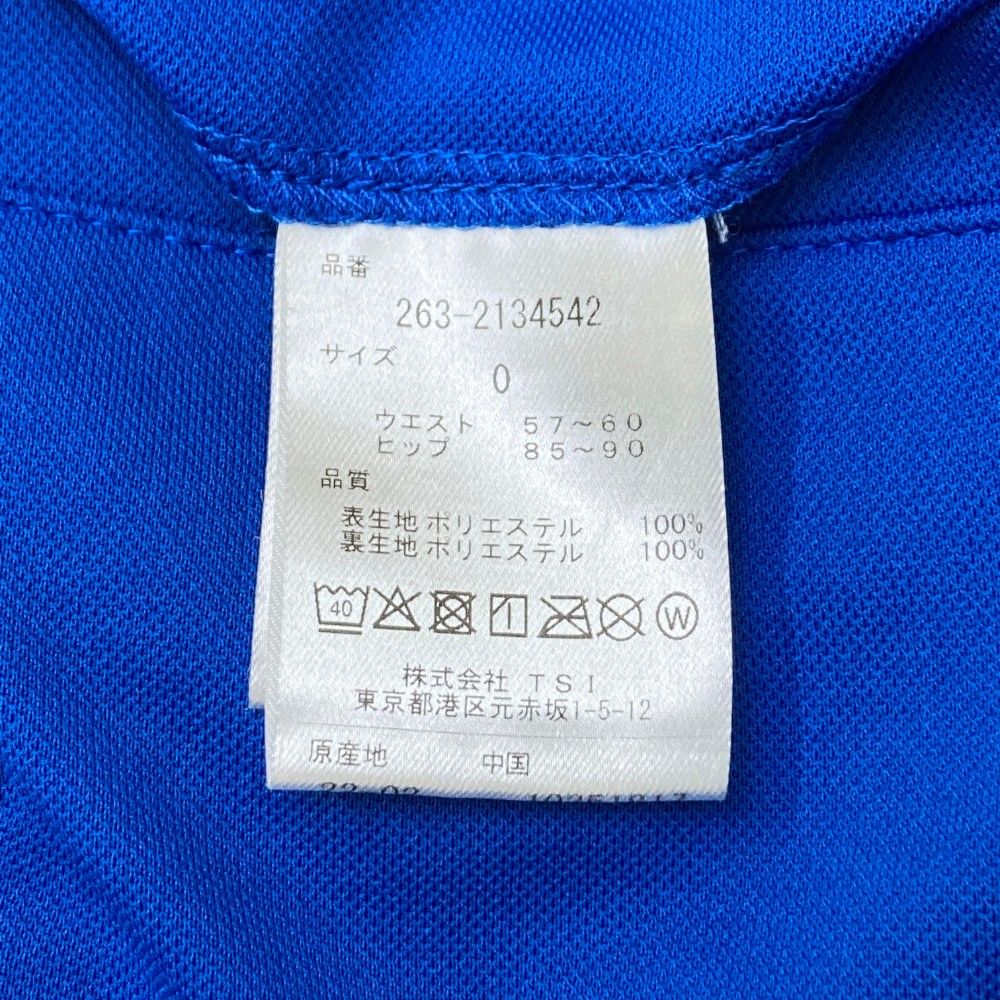 品番
263-2134542
サイズ
0
ウエスト 57～60
ヒップ 85～90
品質
表生地 ポリエステル 100%
裏生地 ポリエステル 100%
40 W
株式会社 TSI
東京都港区元赤坂1-5-12
原産地 中国